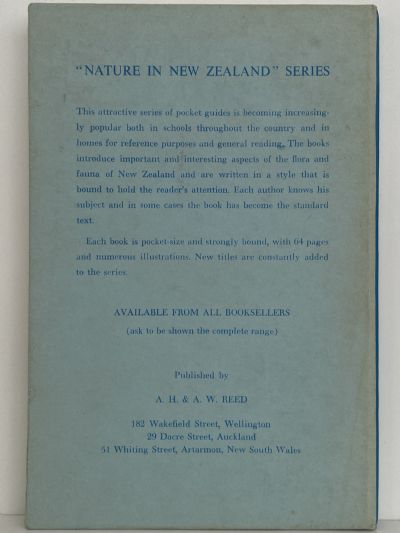 "NATURE IN NEW ZEALAND" SERIES
This attractive series of pocket guides is becoming increasing-
ly popular both in schools throughout the country and in
homes for reference purposes and general reading. The books
introduce important and interesting aspects of the flora and
fauna of New Zealand and are written in a style that is
bound to hold the reader's attention. Each author knows his
subject and in some cases the book has become the standard
text.
Each book is pocket-size and strongly bound, with 64 pages
and numerous illustrations. New titles are constantly added
to the series.
AVAILABLE FROM ALL BOOKSELLERS
(ask to be shown the complete range)
Published by
A. H. & A. W. REED
182 Wakefield Street, Wellington
29 Dacre Street, Auckland
51 Whiting Street, Artarmon, New South Wales